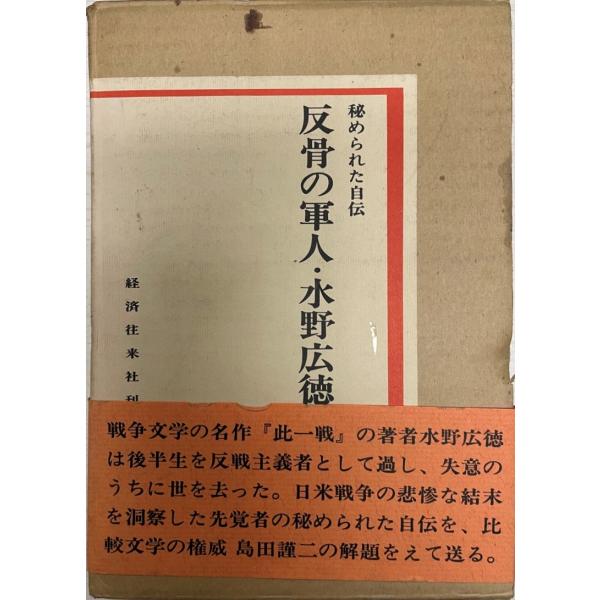 秘められた自伝
反骨の軍人・水野広徳
経済往来社刊
戦争文学の名作『此一戦』の著者水野広徳
は後半生を反戦主義者として過し、失意の
うちに世を去った。日米戦争の悲惨な結末
を洞察した先覚者の秘められた自伝を、比
較文学の権威 島田謹二の解題をえて送る。